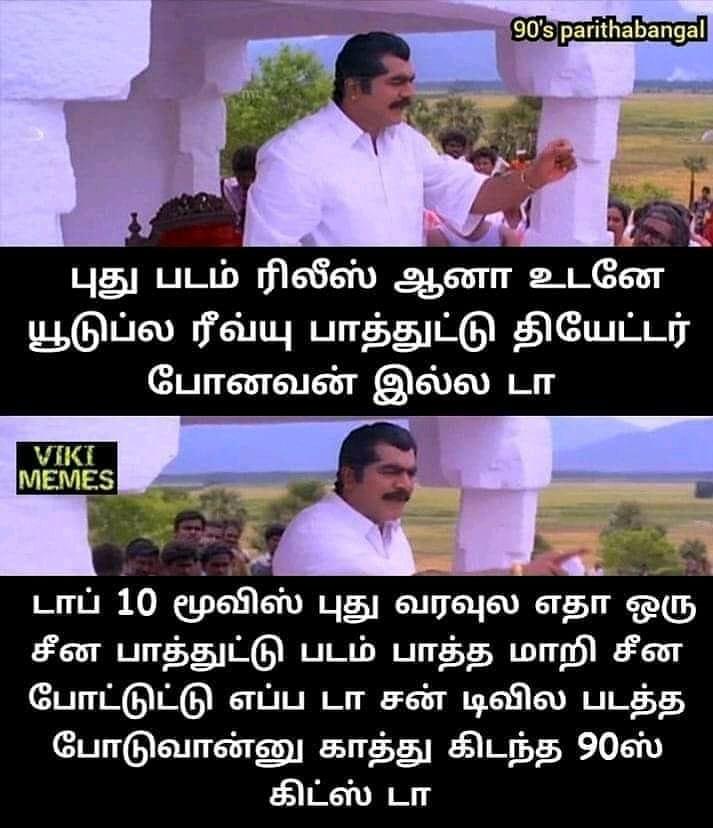 90's parithabangal
புது படம் ரிலீஸ் ஆனா உடனே
யூடுப்ல ரீவ்யு பாத்துட்டு தியேட்டர்
போனவன் இல்ல டா
VIKI
MEMES
டாப் 10 மூவிஸ் புது வரவுல எதா ஒரு
சீன பாத்துட்டு படம் பாத்த மாறி சீன
போட்டுட்டு எப்ப டா சன் டிவில படத்த
போடுவான்னு காத்து கிடந்த 90ஸ்
கிட்ஸ் டா